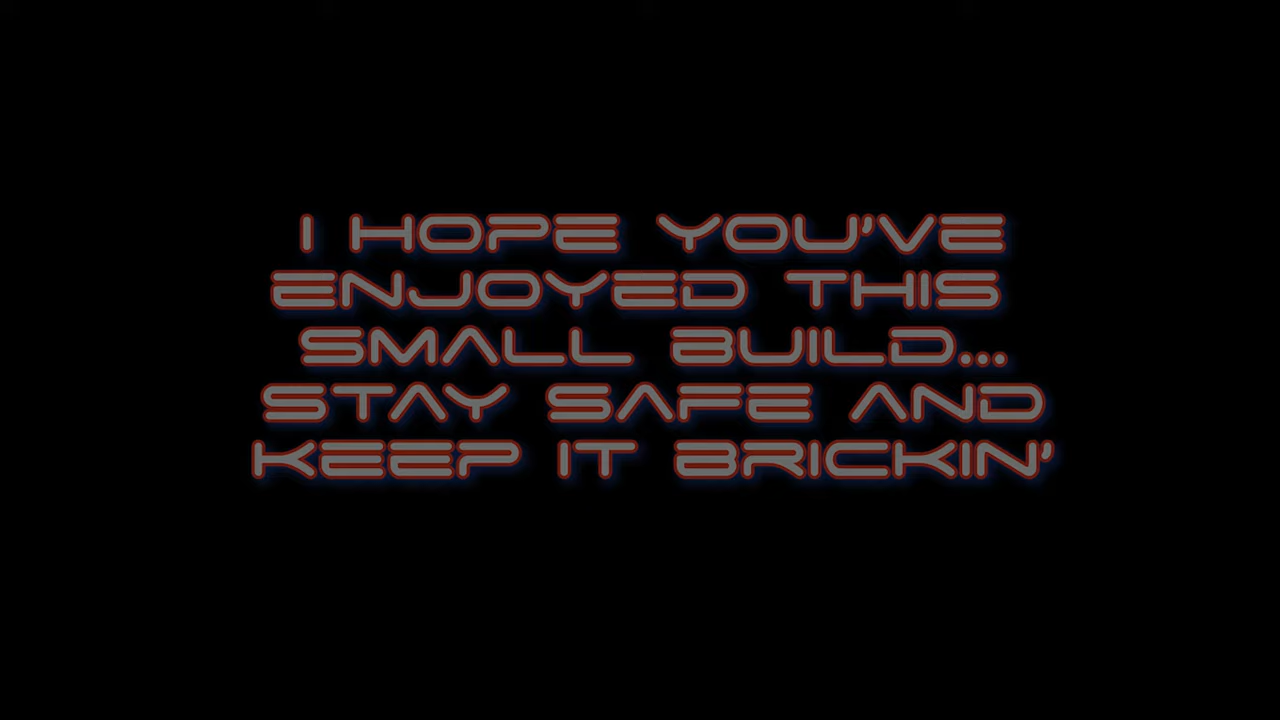 I HOPE YOU'VE
ENJOYED THIS
SMALL BUILD...
STAY SAFE AND
KEEP IT BRICKIN'